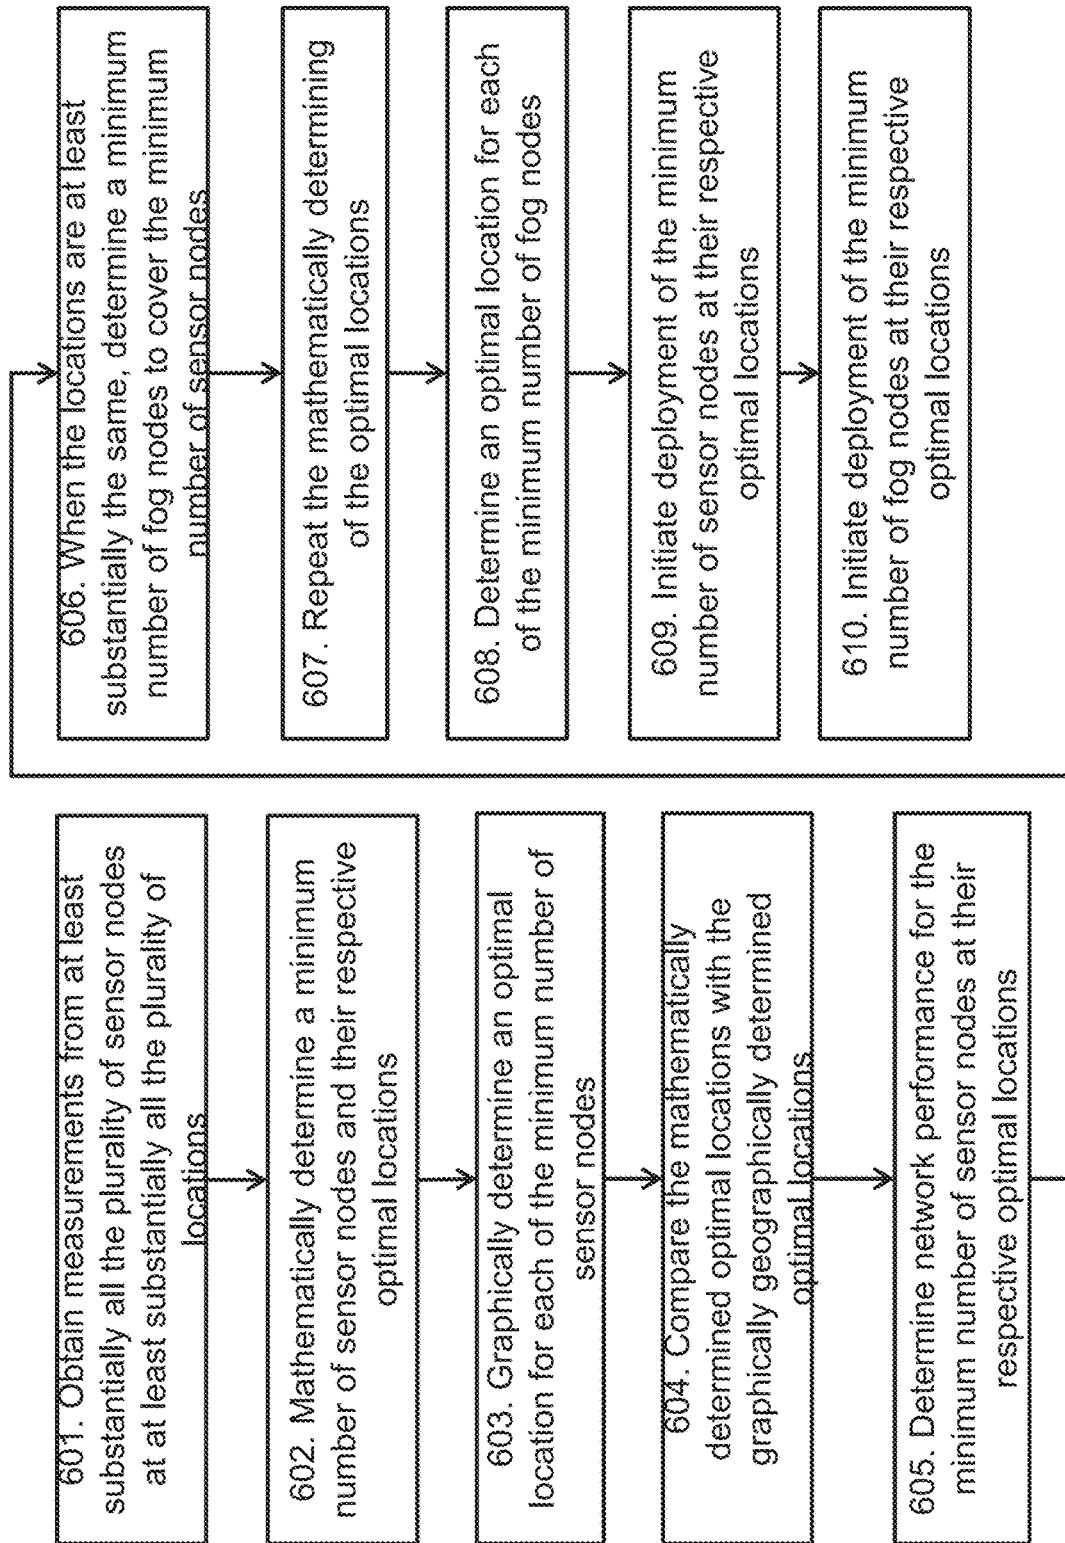 601. Obtain measurements from at least
substantially all the plurality of sensor nodes
at at least substantially all the plurality of
locations
602. Mathematically determine a minimum
number of sensor nodes and their respective
optimal locations
603. Graphically determine an optimal
location for each of the minimum number of
sensor nodes
604. Compare the mathematically
determined optimal locations with the
graphically geographically determined
optimal locations
605. Determine network performance for the
minimum number of sensor nodes at their
respective optimal locations
606. When the locations are at least
substantially the same, determine a minimum
number of fog nodes to cover the minimum
number of sensor nodes
607. Repeat the mathematically determining
of the optimal locations
608. Determine an optimal location for each
of the minimum number of fog nodes
609. Initiate deployment of the minimum
number of sensor nodes at their respective
optimal locations
610. Initiate deployment of the minimum
number of fog nodes at their respective
optimal locations